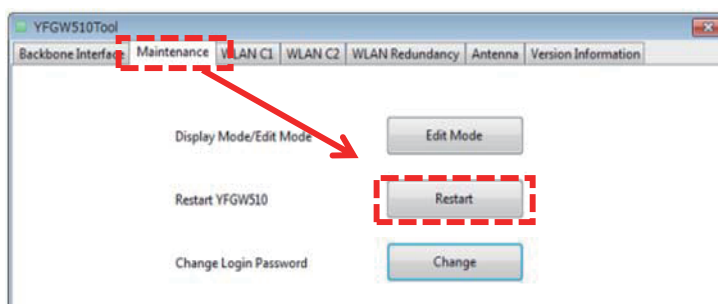 YFGW510Tool
Backbone Interface Maintenance WLAN C1 WLAN C2 WLAN Redundancy Antenna Version Information
Display Mode/Edit Mode Edit Mode
Restart YFGW510 Restart
Change Login Password Change